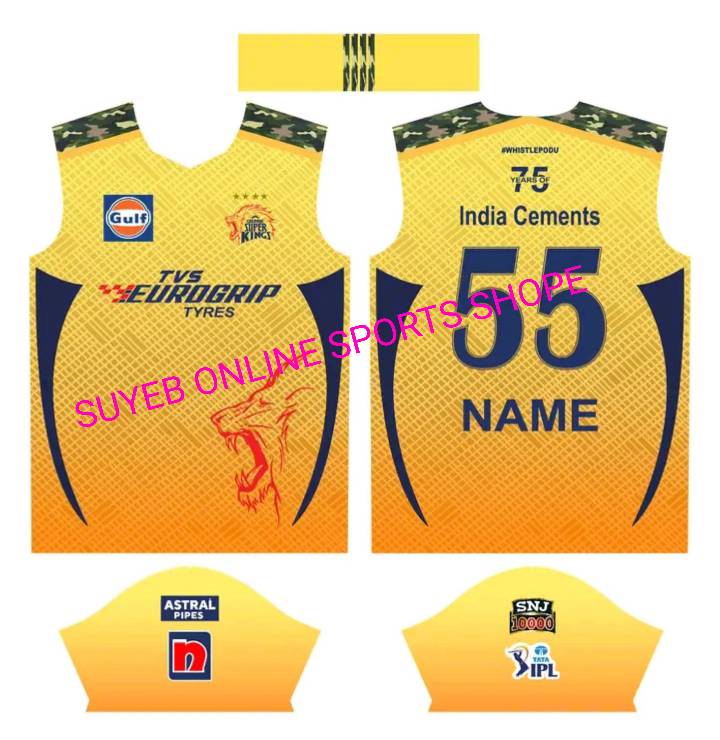 #WHISTLEPODU
75
YEARS OF
India Cements
Gulf
SUPER
KINGS
TVS
EUROGRIP
TYRES
55
SUYEB ONLINE SPORTS SHOPE
NAME
ASTRAL
PIPES
n
SNJ
10000
TATA
IPL